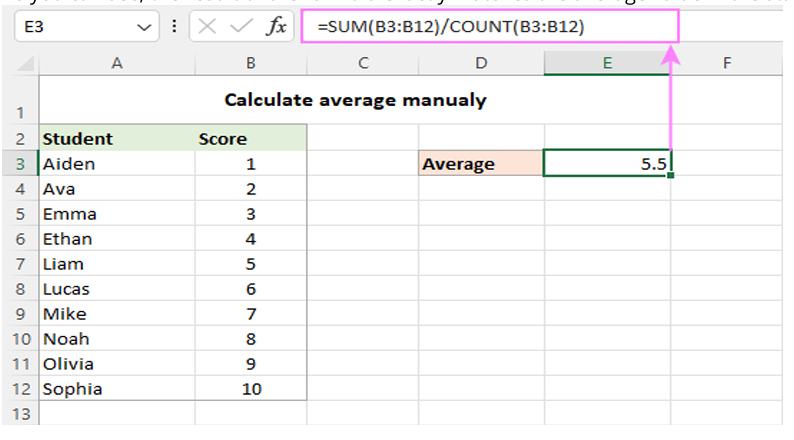 E3 fx =SUM(B3:B12)/COUNT(B3:B12)
A B C D E F
1 Calculate average manualy
2 Student Score
3 Aiden 1 Average 5.5
4 Ava 2
5 Emma 3
6 Ethan 4
7 Liam 5
8 Lucas 6
9 Mike 7
10 Noah 8
11 Olivia 9
12 Sophia 10
13